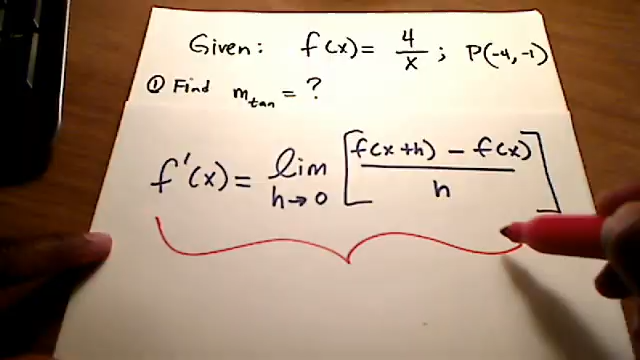 Given: f(x) = 4/x ; P(-4, -1)
① Find m_tan = ?
f'(x) = lim h→0 [f(x+h) - f(x) / h]